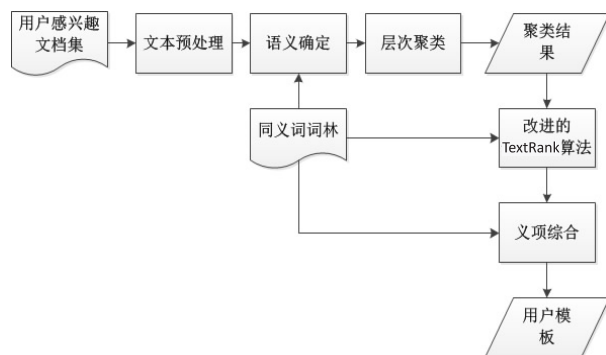 用户感兴趣
文档集
文本预处理
语义确定
层次聚类
聚类结
果
同义词词林
改进的
TextRank算法
义项综合
用户模
板